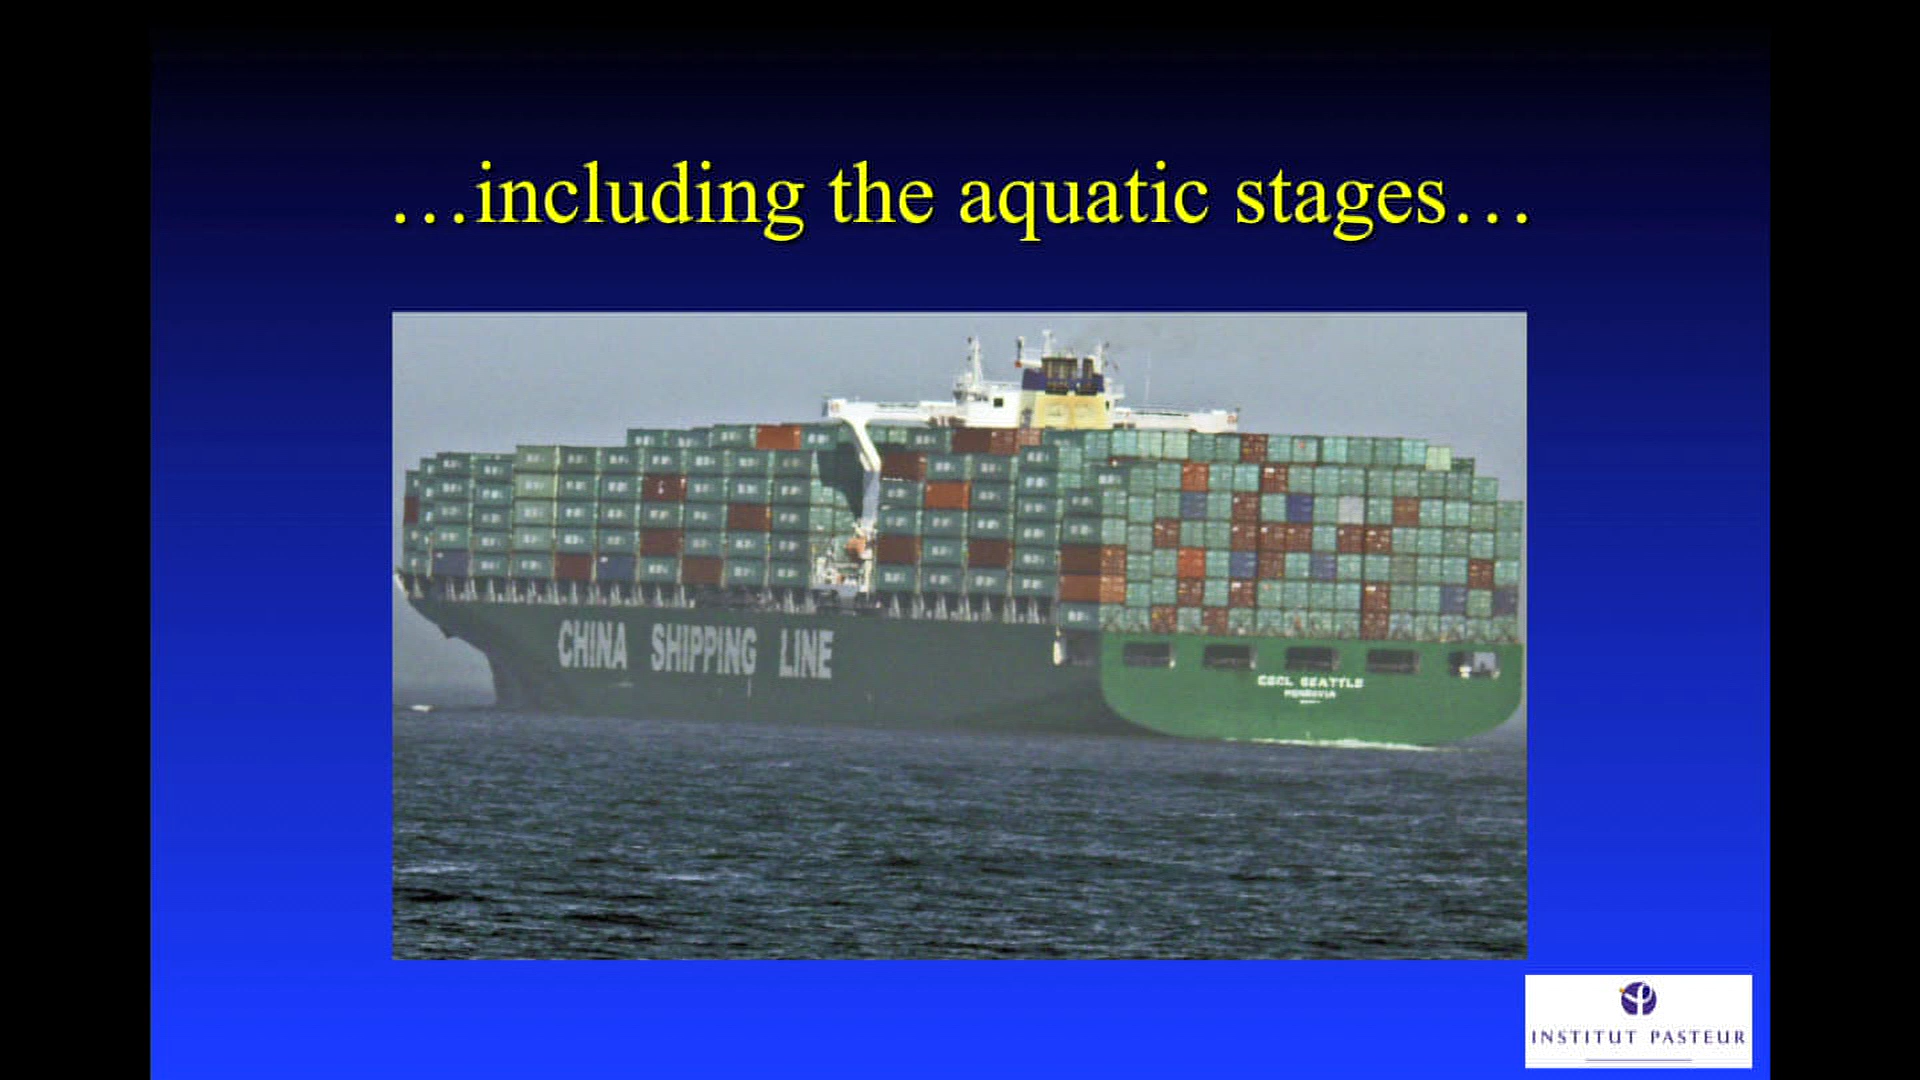 …including the aquatic stages…
CHINA SHIPPING LINE
CSCL SEATTLE
MONROVIA
INSTITUT PASTEUR